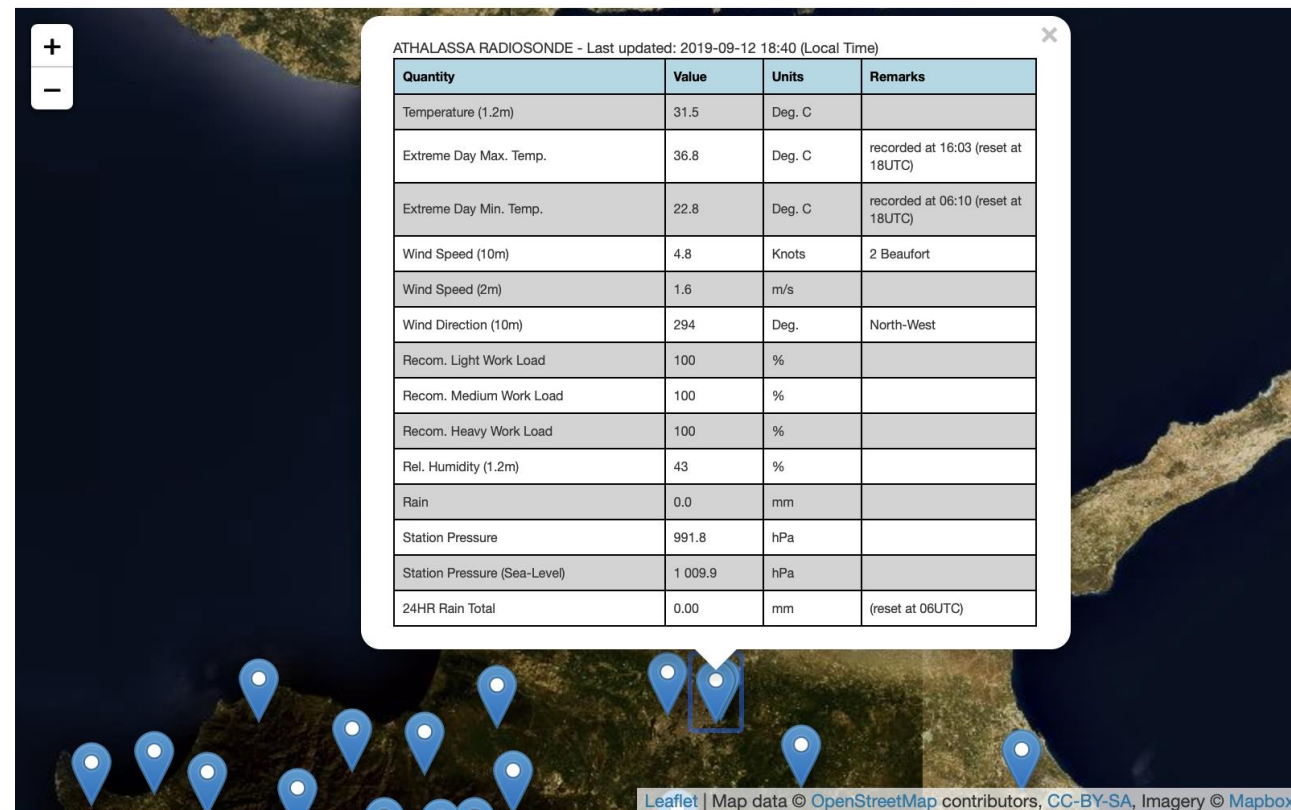 +
−
×
ATHALASSA RADIOSONDE - Last updated: 2019-09-12 18:40 (Local Time)
Quantity Value Units Remarks
Temperature (1.2m) 31.5 Deg. C
Extreme Day Max. Temp. 36.8 Deg. C recorded at 16:03 (reset at
18UTC)
Extreme Day Min. Temp. 22.8 Deg. C recorded at 06:10 (reset at
18UTC)
Wind Speed (10m) 4.8 Knots 2 Beaufort
Wind Speed (2m) 1.6 m/s
Wind Direction (10m) 294 Deg. North-West
Recom. Light Work Load 100 %
Recom. Medium Work Load 100 %
Recom. Heavy Work Load 100 %
Rel. Humidity (1.2m) 43 %
Rain 0.0 mm
Station Pressure 991.8 hPa
Station Pressure (Sea-Level) 1 009.9 hPa
24HR Rain Total 0.00 mm (reset at 06UTC)
Leaflet | Map data © OpenStreetMap contributors, CC-BY-SA, Imagery © Mapbox